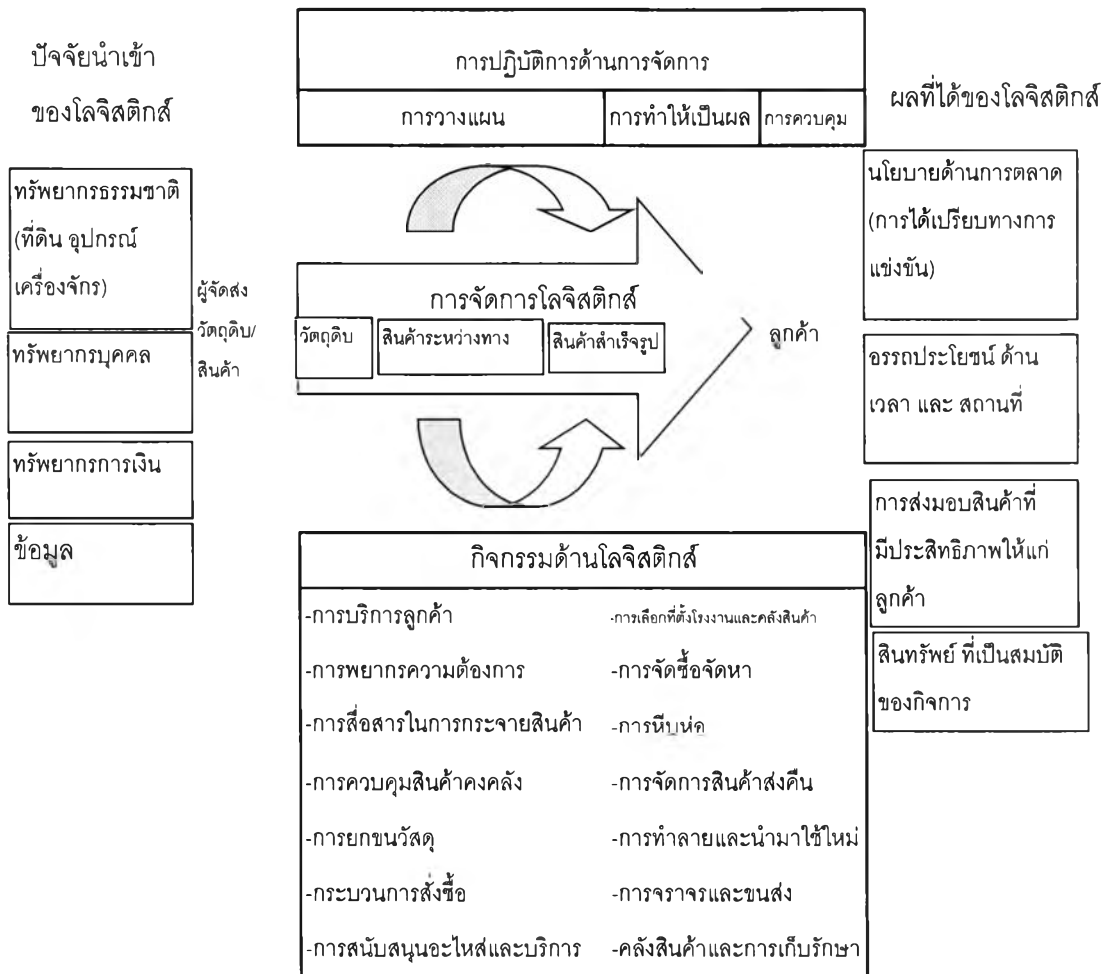 ปัจจัยนำเข้า
ของโลจิสติกส์
ทรัพยากรธรรมชาติ
(ที่ดิน อุปกรณ์
เครื่องจักร)
ทรัพยากรบุคคล
ทรัพยากรการเงิน
ข้อมูล
ผู้จัดส่ง
วัตถุดิบ/
สินค้า
การปฏิบัติการด้านการจัดการ
การวางแผน
การทำให้เป็นผล
การควบคุม
การจัดการโลจิสติกส์
วัตถุดิบ
สินค้าระหว่างทาง
สินค้าสำเร็จรูป
ลูกค้า
กิจกรรมด้านโลจิสติกส์
-การบริการลูกค้า
-การเลือกที่ตั้งโรงงานและคลังสินค้า
-การพยากรความต้องการ
-การจัดซื้อจัดหา
-การสื่อสารในการกระจายสินค้า
-การหีบห่อ
-การควบคุมสินค้าคงคลัง
-การจัดการสินค้าส่งคืน
-การยกขนวัสดุ
-การทำลายและนำมาใช้ใหม่
-กระบวนการสั่งซื้อ
-การจราจรและขนส่ง
-การสนับสนุนอะไหล่และบริการ
-คลังสินค้าและการเก็บรักษา
ผลที่ได้ของโลจิสติกส์
นโยบายด้านการตลาด
(การได้เปรียบทางการ
แข่งขัน)
อรรถประโยชน์ ด้าน
เวลา และ สถานที่
การส่งมอบสินค้าที่
มีประสิทธิภาพให้แก่
ลูกค้า
สินทรัพย์ ที่เป็นสมบัติ
ของกิจการ